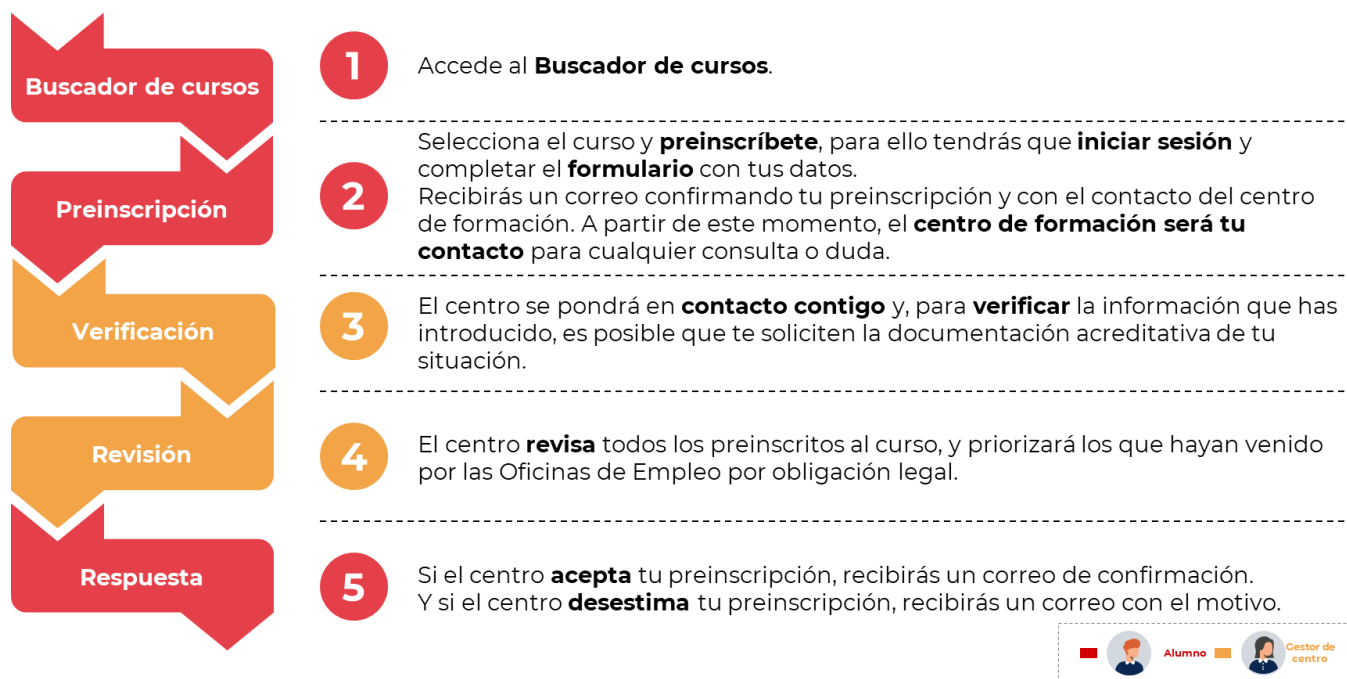 Buscador de cursos
1
Accede al Buscador de cursos.
Preinscripción
2
Selecciona el curso y preinscríbete, para ello tendrás que iniciar sesión y
completar el formulario con tus datos.
Recibirás un correo confirmando tu preinscripción y con el contacto del centro
de formación. A partir de este momento, el centro de formación será tu
contacto para cualquier consulta o duda.
Verificación
3
El centro se pondrá en contacto contigo y, para verificar la información que has
introducido, es posible que te soliciten la documentación acreditativa de tu
situación.
Revisión
4
El centro revisa todos los preinscritos al curso, y priorizará los que hayan venido
por las Oficinas de Empleo por obligación legal.
Respuesta
5
Si el centro acepta tu preinscripción, recibirás un correo de confirmación.
Y si el centro desestima tu preinscripción, recibirás un correo con el motivo.
Alumno
Gestor de
centro